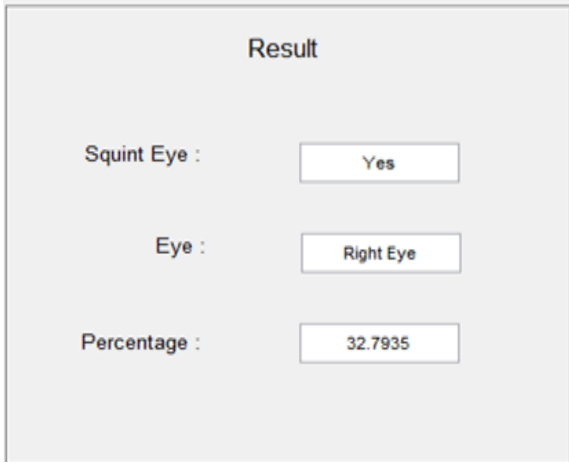 Result
Squint Eye : Yes
Eye : Right Eye
Percentage : 32.7935